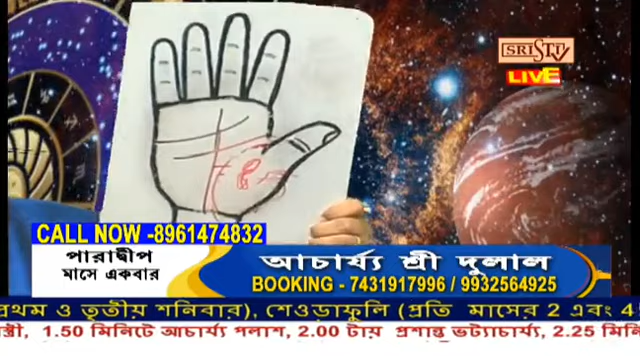 SRISTI TV
LIVE
CALL NOW -8961474832
পারাদ্বীপ
মাসে একবার
আচার্য্য শ্রী দুলাল
BOOKING - 7431917996 / 9932564925
প্রথম ও তৃতীয় শনিবার), শেওড়াফুলি (প্রতি মাসের 2 এবং 4
স্ত্রী, 1.50 মিনিটে আচার্য্য পলাশ, 2.00 টায় প্রশান্ত ভট্যাচার্য্য, 2.25 মিনি